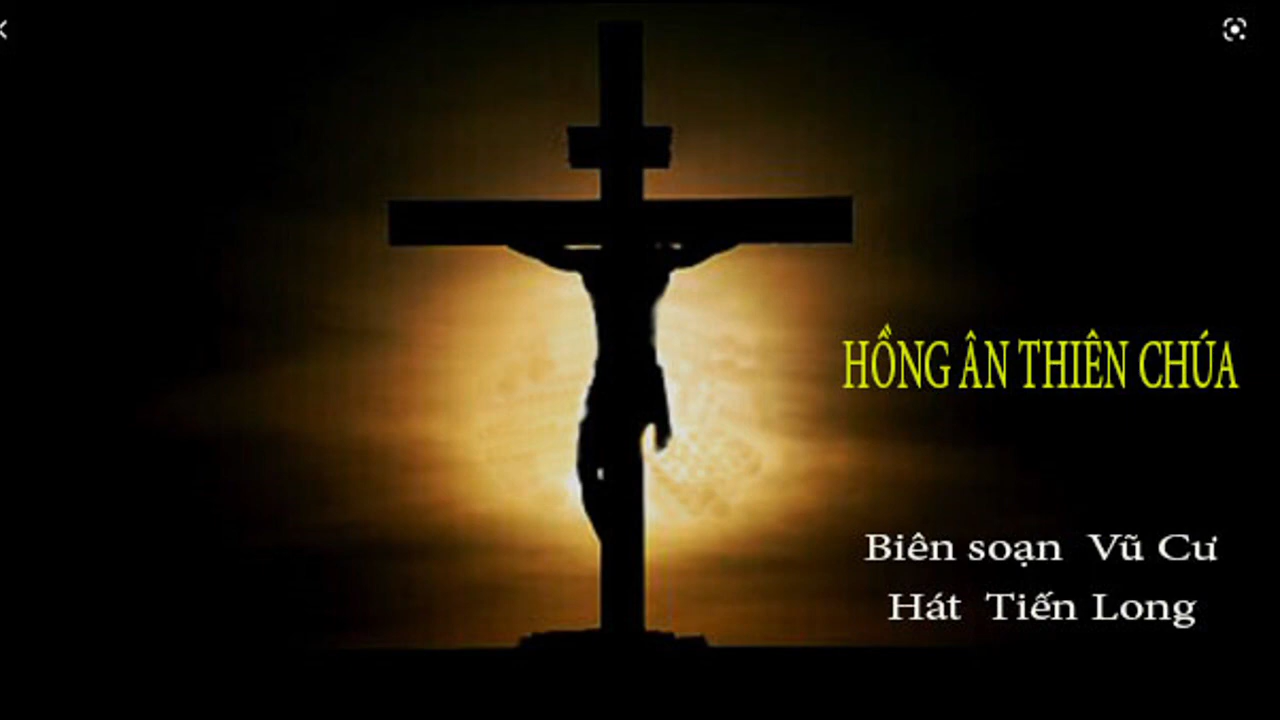 HỒNG ÂN THIÊN CHÚA
Biên soạn Vũ Cư
Hát Tiến Long